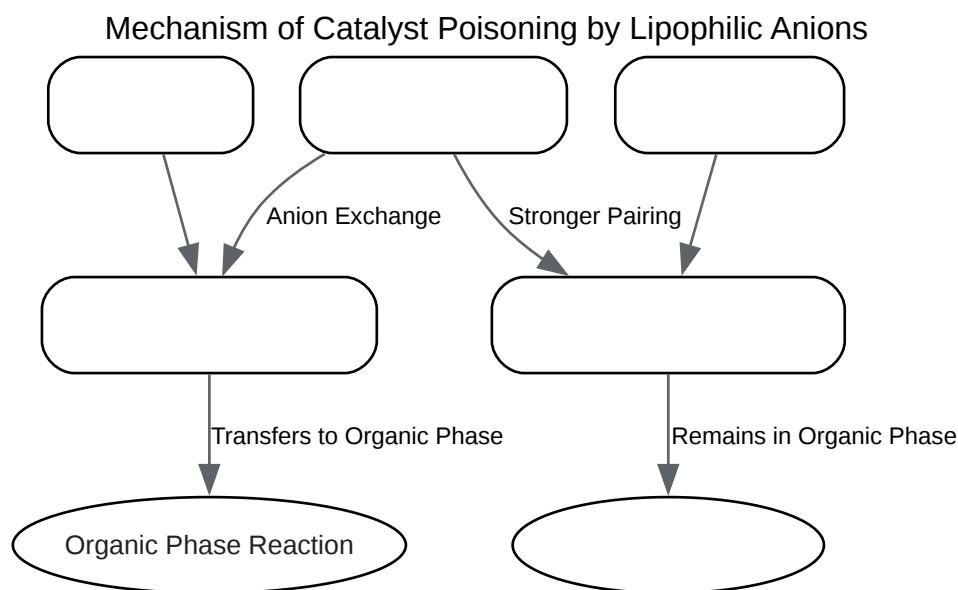 Mechanism of Catalyst Poisoning by Lipophilic Anions
Anion Exchange
Stronger Pairing
Transfers to Organic Phase
Remains in Organic Phase
Organic Phase Reaction